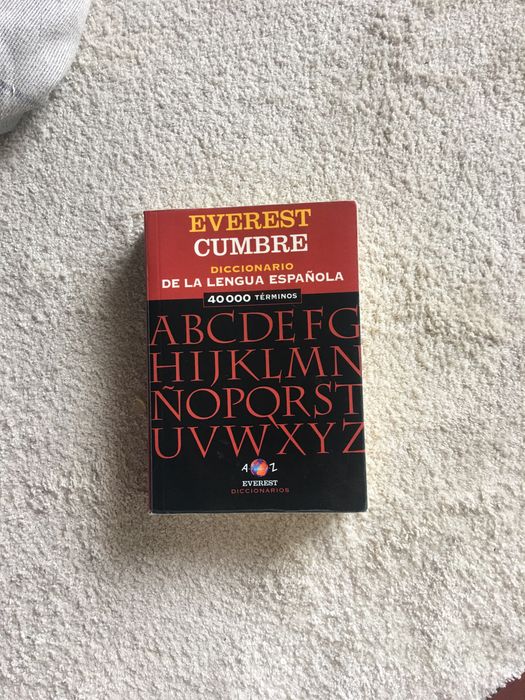 EVEREST
CUMBRE
DICCIONARIO
DE LA LENGUA ESPAÑOLA
40000 TÉRMINOS
ABCDEFG
HIJKLMN
ÑOPQRST
UVWXYZ
A Z
EVEREST
DICCIONARIOS